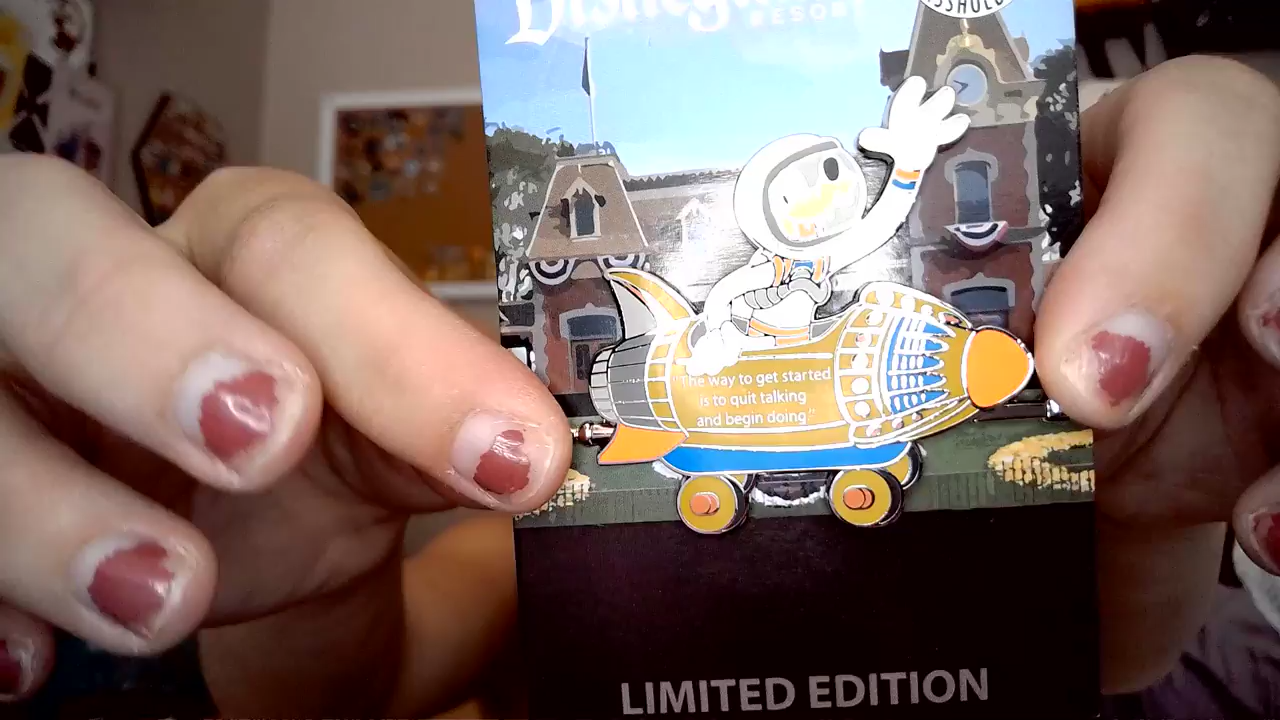 RESORT
"The way to get started
is to quit talking
and begin doing."
LIMITED EDITION